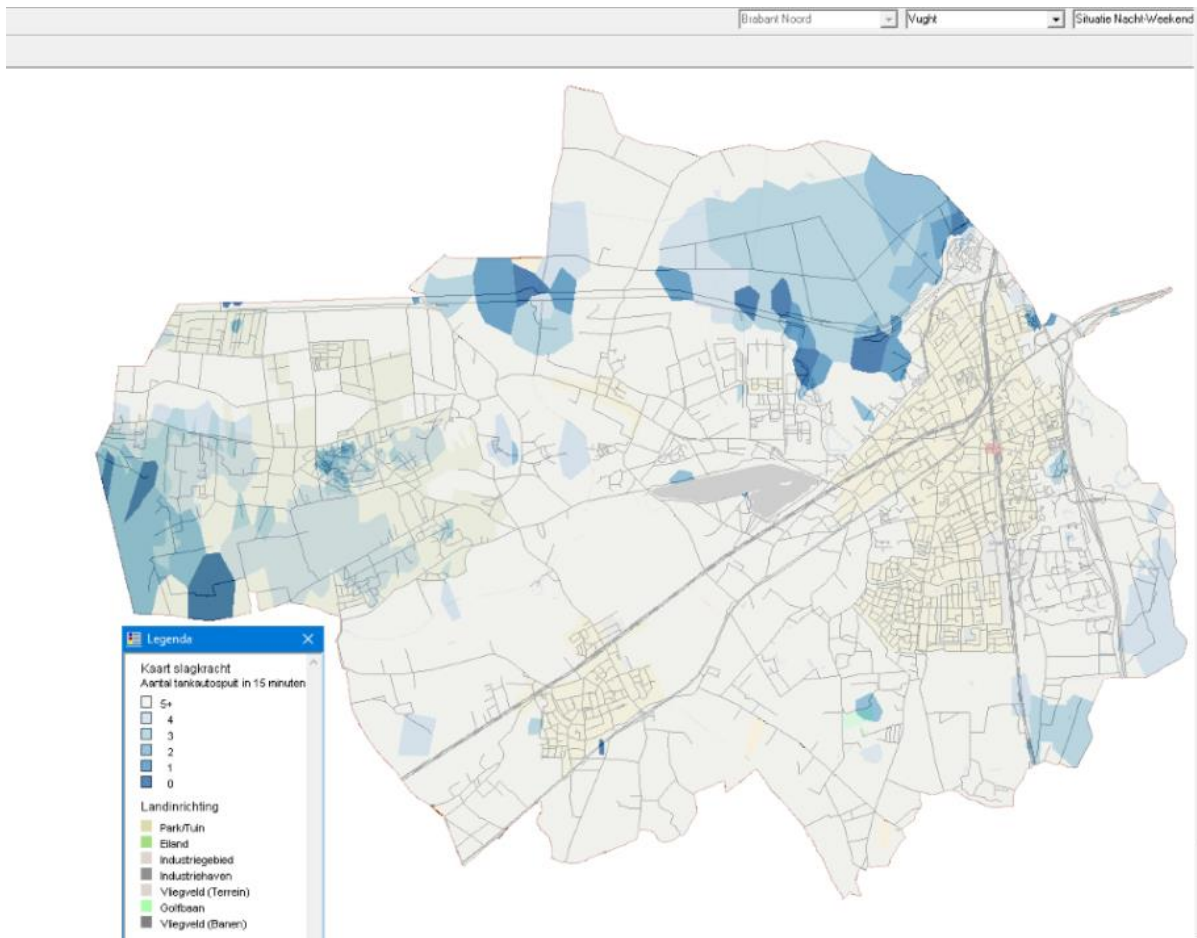 Brabant Noord
Vught
Situatie Nacht-Weekend
Legenda
Kaart slagkracht
Aantal tankautospuit in 15 minuten
5+
4
3
2
1
0
Landinrichting
Park/Tuin
Eiland
Industriegebied
Industriehaven
Vliegveld (Terrein)
Golfbaan
Vliegveld (Banen)